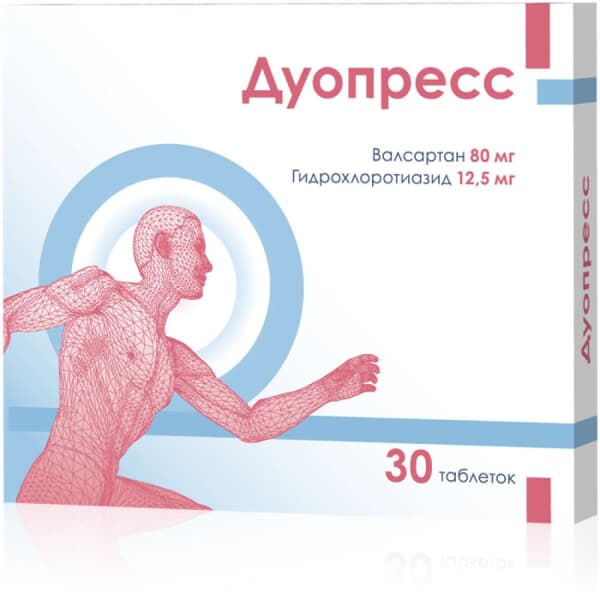 Дуопресс
Валсартан 80 мг
Гидрохлоротиазид 12,5 мг
30 таблеток
Дуопресс